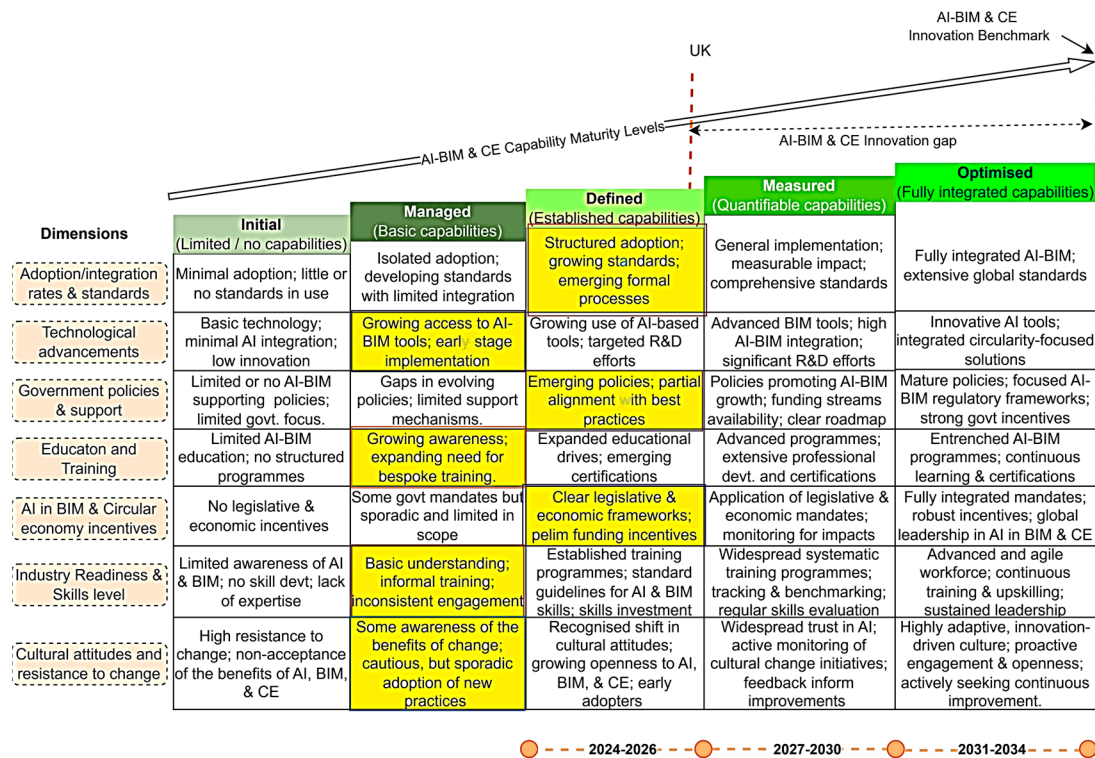 AI-BIM & CE
Innovation Benchmark
UK
AI-BIM & CE Capability Maturity Levels
AI-BIM & CE Innovation gap
Dimensions
Initial
(Limited / no capabilities)
Managed
(Basic capabilities)
Defined
(Established capabilities)
Measured
(Quantifiable capabilities)
Optimised
(Fully integrated capabilities)
Adoption/integration
rates & standards
Minimal adoption; little or
no standards in use
Isolated adoption;
developing standards
with limited integration
Structured adoption;
growing standards;
emerging formal
processes
General implementation;
measurable impact;
comprehensive standards
Fully integrated AI-BIM;
extensive global standards
Technological
advancements
Basic technology;
minimal AI integration;
low innovation
Growing access to AI-
BIM tools; early stage
implementation
Growing use of AI-based
tools; targeted R&D
efforts
Advanced BIM tools; high
AI-BIM integration;
significant R&D efforts
Innovative AI tools;
integrated circularity-focused
solutions
Government policies
& support
Limited or no AI-BIM
supporting policies;
limited govt. focus.
Gaps in evolving
policies; limited support
mechanisms.
Emerging policies; partial
alignment with best
practices
Policies promoting AI-BIM
growth; funding streams
availability; clear roadmap
Mature policies; focused AI-
BIM regulatory frameworks;
strong govt incentives
Educaton and
Training
Limited AI-BIM
education; no structured
programmes
Growing awareness;
expanding need for
bespoke training.
Expanded educational
drives; emerging
certifications
Advanced programmes;
extensive professional
devt. and certifications
Entrenched AI-BIM
programmes; continuous
learning & certifications
AI in BIM & Circular
economy incentives
No legislative &
economic incentives
Some govt mandates but
sporadic and limited in
scope
Clear legislative &
economic frameworks;
pelim funding incentives
Application of legislative &
economic mandates;
monitoring for impacts
Fully integrated mandates;
robust incentives; global
leadership in AI in BIM & CE
Industry Readiness &
Skills level
Limited awareness of AI
& BIM; no skill devt; lack
of expertise
Basic understanding;
informal training;
inconsistent engagement
Established training
programmes; standard
guidelines for AI & BIM
skills; skills investment
Widespread systematic
training programmes;
tracking & benchmarking;
regular skills evaluation
Advanced and agile
workforce; continuous
training & upskilling;
sustained leadership
Cultural attitudes and
resistance to change
High resistance to
change; non-acceptance
of the benefits of AI, BIM,
& CE
Some awareness of the
benefits of change;
cautious, but sporadic
adoption of new
practices
Recognised shift in
cultural attitudes;
growing openness to AI,
BIM, & CE; early
adopters
Widespread trust in AI;
active monitoring of
cultural change initiatives;
feedback inform
improvements
Highly adaptive, innovation-
driven culture; proactive
engagement & openness;
actively seeking continuous
improvement.
2024-2026
2027-2030
2031-2034